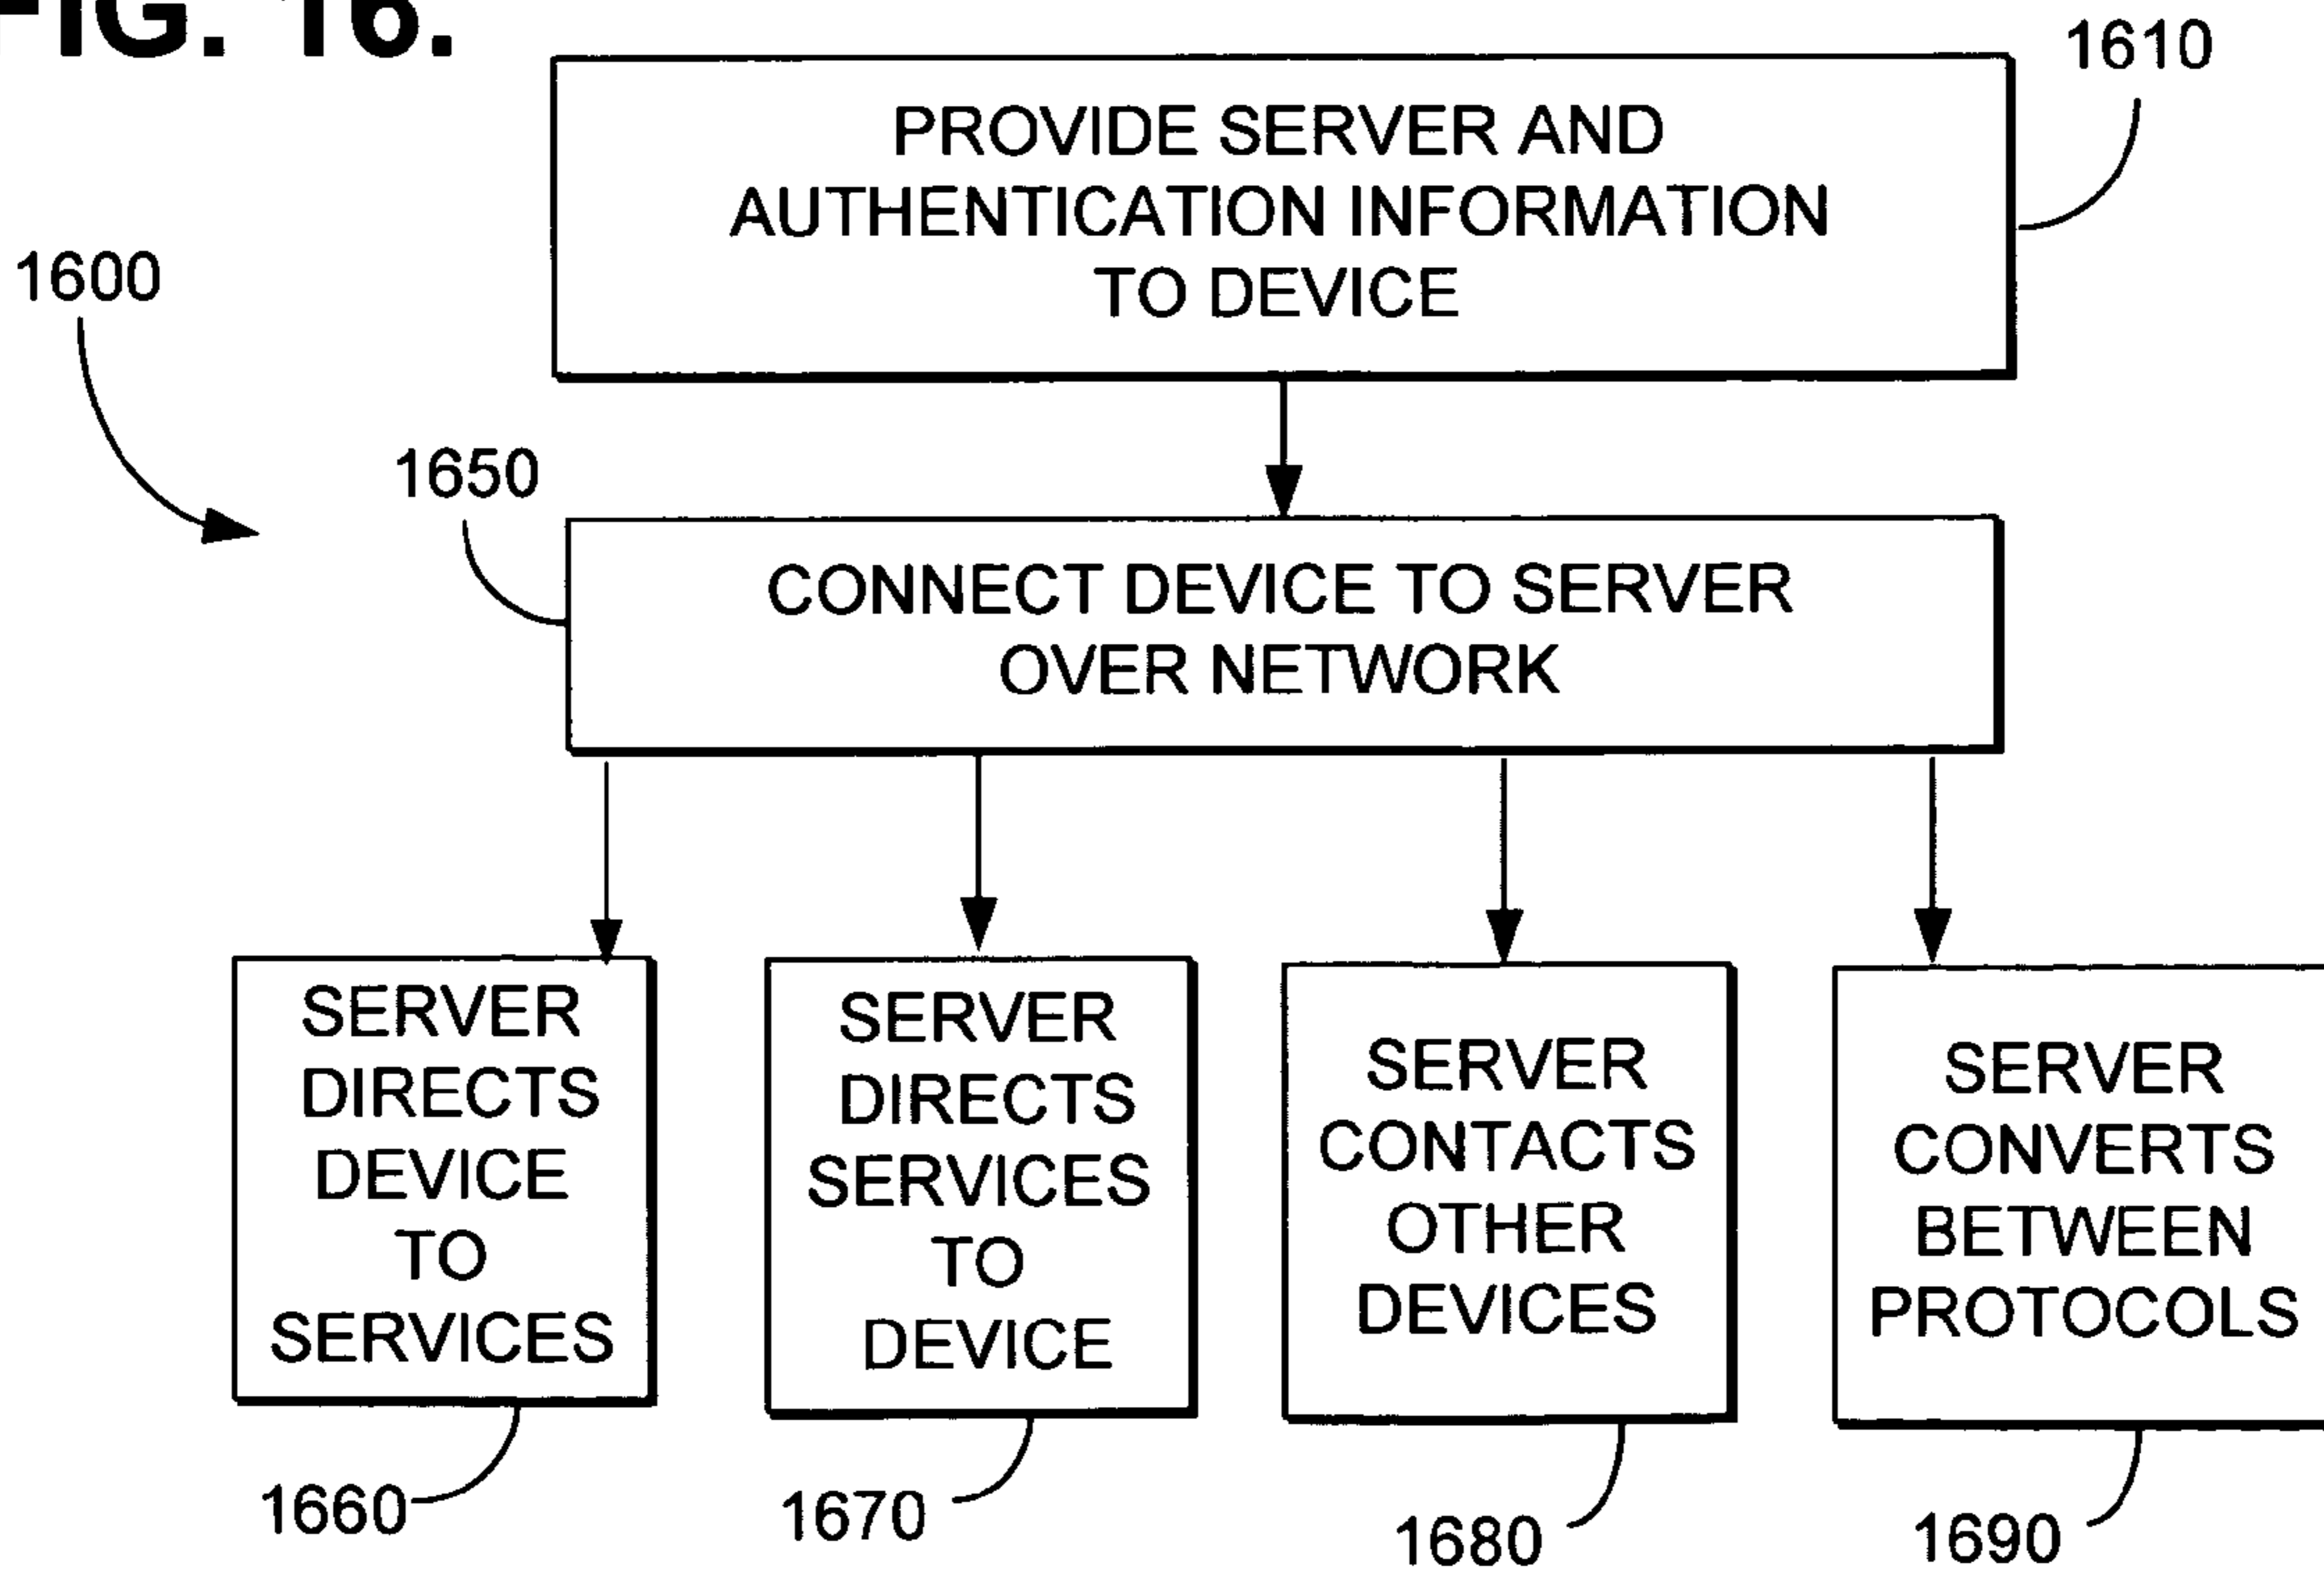 FIG. 16.
1610
PROVIDE SERVER AND
AUTHENTICATION INFORMATION
TO DEVICE
1600
1650
CONNECT DEVICE TO SERVER
OVER NETWORK
SERVER
DIRECTS
DEVICE
TO
SERVICES
SERVER
DIRECTS
SERVICES
TO
DEVICE
SERVER
CONTACTS
OTHER
DEVICES
SERVER
CONVERTS
BETWEEN
PROTOCOLS
1660
1670
1680
1690